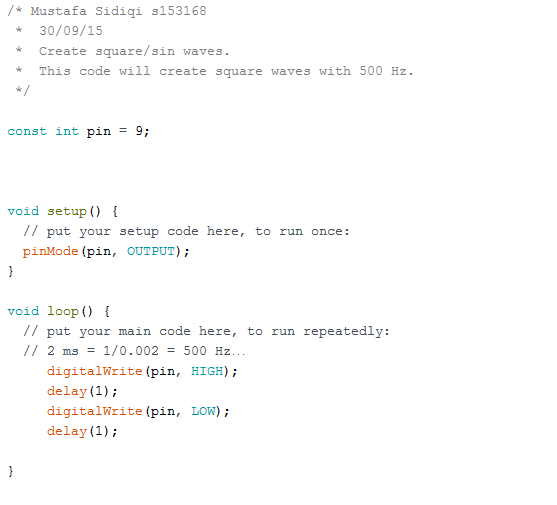 /* Mustafa Sidiqi s153168
 *  30/09/15
 *  Create square/sin waves.
 *  This code will create square waves with 500 Hz.
 */
const int pin = 9;
void setup() {
  // put your setup code here, to run once:
  pinMode(pin, OUTPUT);
}
void loop() {
  // put your main code here, to run repeatedly:
  // 2 ms = 1/0.002 = 500 Hz...
     digitalWrite(pin, HIGH);
     delay(1);
     digitalWrite(pin, LOW);
     delay(1);
}